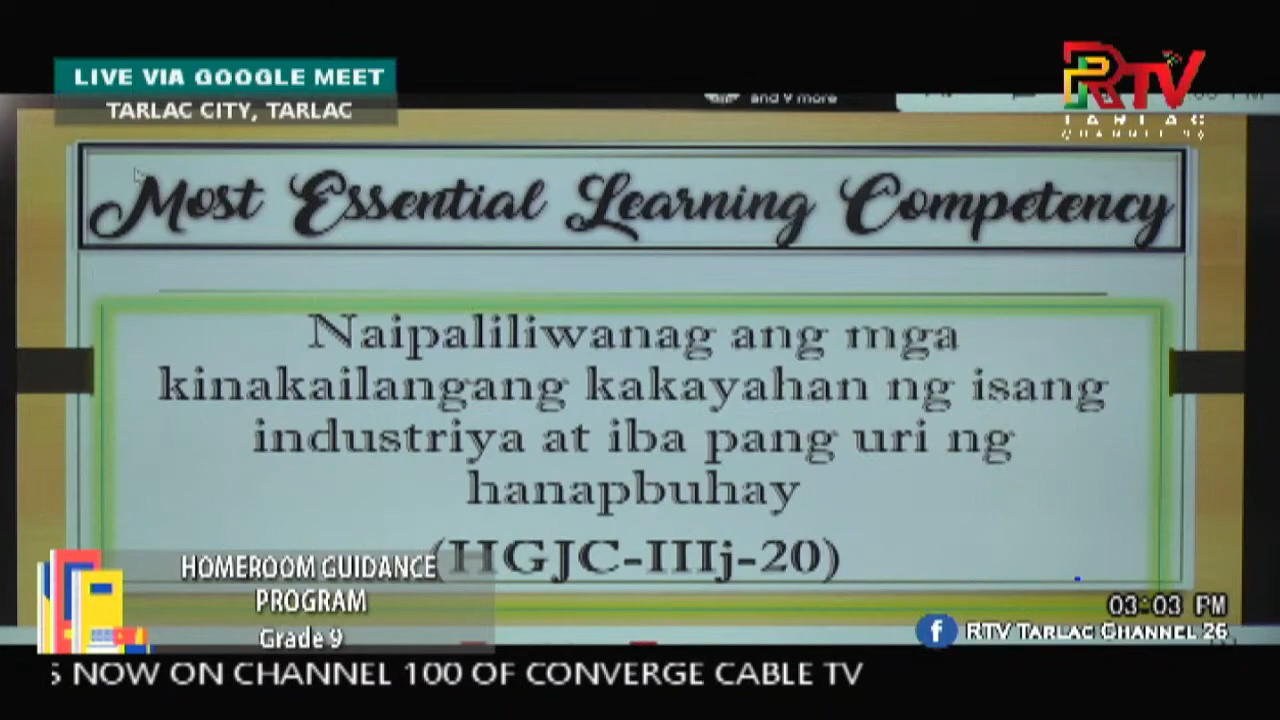 LIVE VIA GOOGLE MEET
TARLAC CITY, TARLAC
and 9 more
RTV
TARLAC
CHANNEL 26
Most Essential Learning Competency
Naipaliliwanag ang mga
kinakailangang kakayahan ng isang
industriya at iba pang uri ng
hanapbuhay
(HGJC-IIIj-20)
HOMEROOM GUIDANCE
PROGRAM
Grade 9
03:03 PM
f RTV TARLAC CHANNEL 26
S NOW ON CHANNEL 100 OF CONVERGE CABLE TV